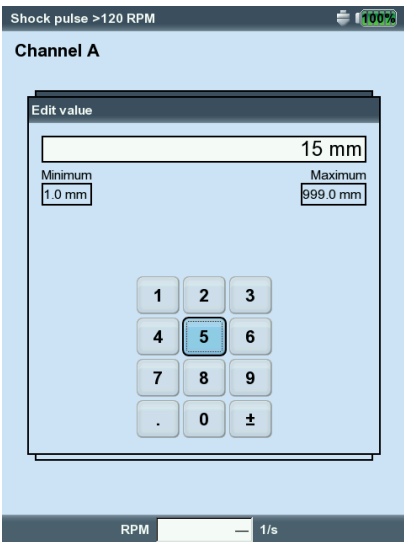 Shock pulse >120 RPM 100%
Channel A
Edit value
15 mm
Minimum Maximum
1.0 mm 999.0 mm
1 2 3
4 5 6
7 8 9
. 0 ±
RPM — 1/s